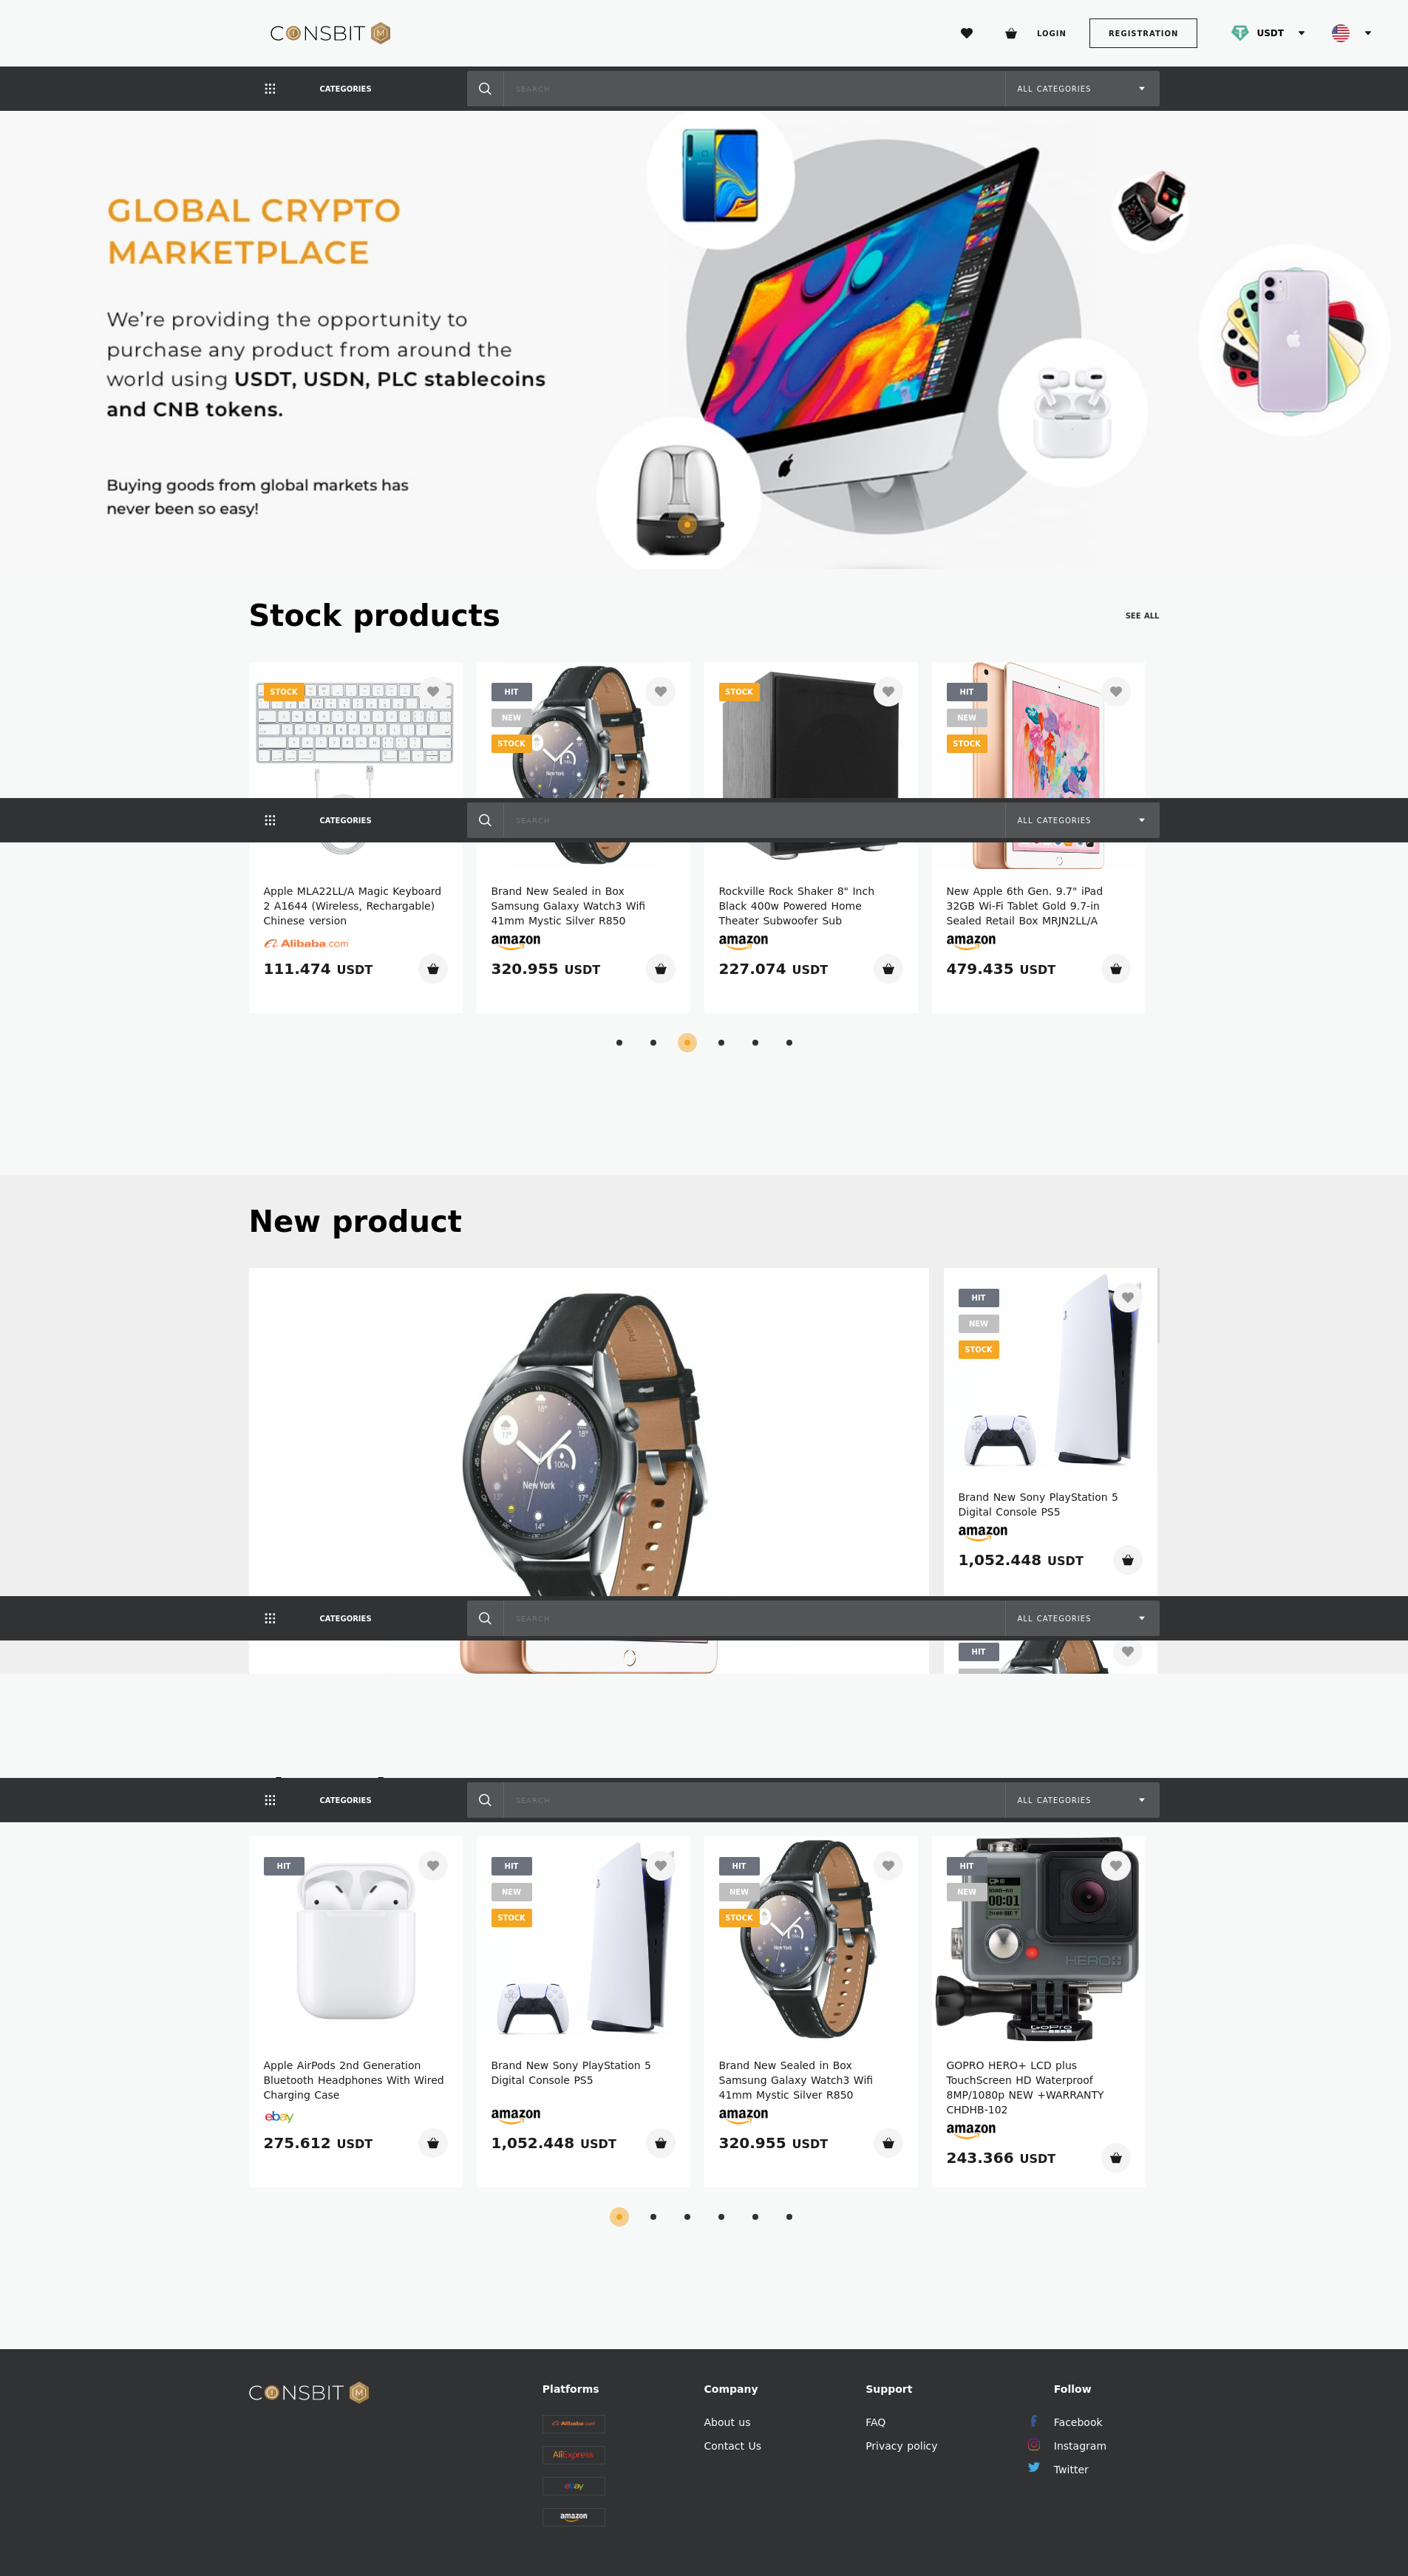 CONSBIT M
LOGIN
REGISTRATION
USDT
CATEGORIES
SEARCH
ALL CATEGORIES
GLOBAL CRYPTO
MARKETPLACE
We’re providing the opportunity to
purchase any product from around the
world using USDT, USDN, PLC stablecoins
and CNB tokens.
Buying goods from global markets has
never been so easy!
Stock products
SEE ALL
STOCK
HIT
NEW
STOCK
STOCK
HIT
NEW
STOCK
CATEGORIES
SEARCH
ALL CATEGORIES
Apple MLA22LL/A Magic Keyboard
2 A1644 (Wireless, Rechargable)
Chinese version
Alibaba.com
111.474 USDT
Brand New Sealed in Box
Samsung Galaxy Watch3 Wifi
41mm Mystic Silver R850
amazon
320.955 USDT
Rockville Rock Shaker 8" Inch
Black 400w Powered Home
Theater Subwoofer Sub
amazon
227.074 USDT
New Apple 6th Gen. 9.7" iPad
32GB Wi-Fi Tablet Gold 9.7-in
Sealed Retail Box MRJN2LL/A
amazon
479.435 USDT
New product
New York
100%
HIT
NEW
STOCK
Brand New Sony PlayStation 5
Digital Console PS5
amazon
1,052.448 USDT
CATEGORIES
SEARCH
ALL CATEGORIES
HIT
CATEGORIES
SEARCH
ALL CATEGORIES
HIT
Apple AirPods 2nd Generation
Bluetooth Headphones With Wired
Charging Case
ebay
275.612 USDT
HIT
NEW
STOCK
Brand New Sony PlayStation 5
Digital Console PS5
amazon
1,052.448 USDT
HIT
NEW
STOCK
New York
Brand New Sealed in Box
Samsung Galaxy Watch3 Wifi
41mm Mystic Silver R850
amazon
320.955 USDT
HIT
NEW
00:01
HERO+
GoPro
GOPRO HERO+ LCD plus
TouchScreen HD Waterproof
8MP/1080p NEW +WARRANTY
CHDHB-102
amazon
243.366 USDT
CONSBIT M
Platforms
Alibaba.com
AliExpress
ebay
amazon
Company
About us
Contact Us
Support
FAQ
Privacy policy
Follow
Facebook
Instagram
Twitter